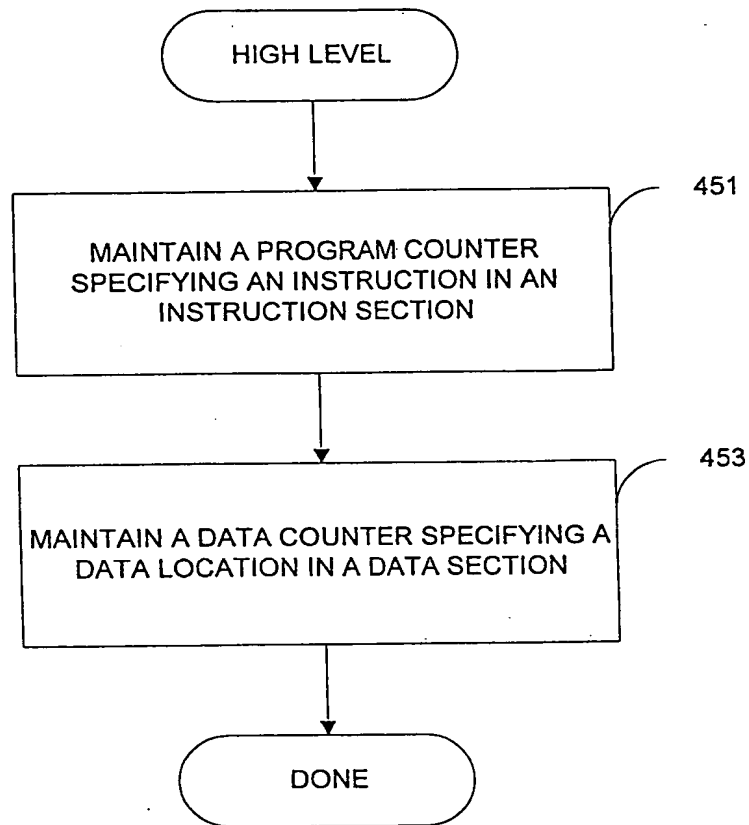 HIGH LEVEL
451
MAINTAIN A PROGRAM COUNTER
SPECIFYING AN INSTRUCTION IN AN
INSTRUCTION SECTION
453
MAINTAIN A DATA COUNTER SPECIFYING A
DATA LOCATION IN A DATA SECTION
DONE